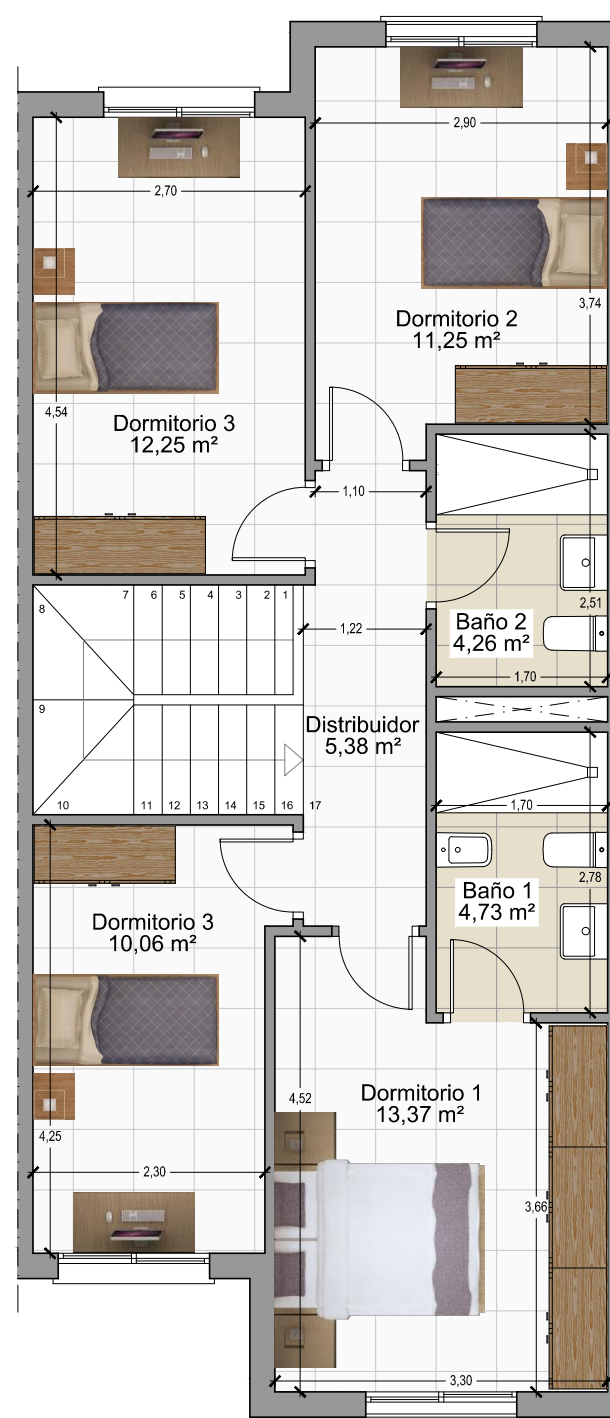 2,90
2,70
3,74
Dormitorio 2
11,25 m²
4,54
Dormitorio 3
12,25 m²
1,10
8
7
6
5
4
3
2
1
2,51
1,22
Baño 2
4,26 m²
1,70
9
Distribuidor
5,38 m²
10
11
12
13
14
15
16
17
1,70
2,78
Baño 1
4,73 m²
Dormitorio 3
10,06 m²
4,52
Dormitorio 1
13,37 m²
4,25
2,30
3,66
3,30